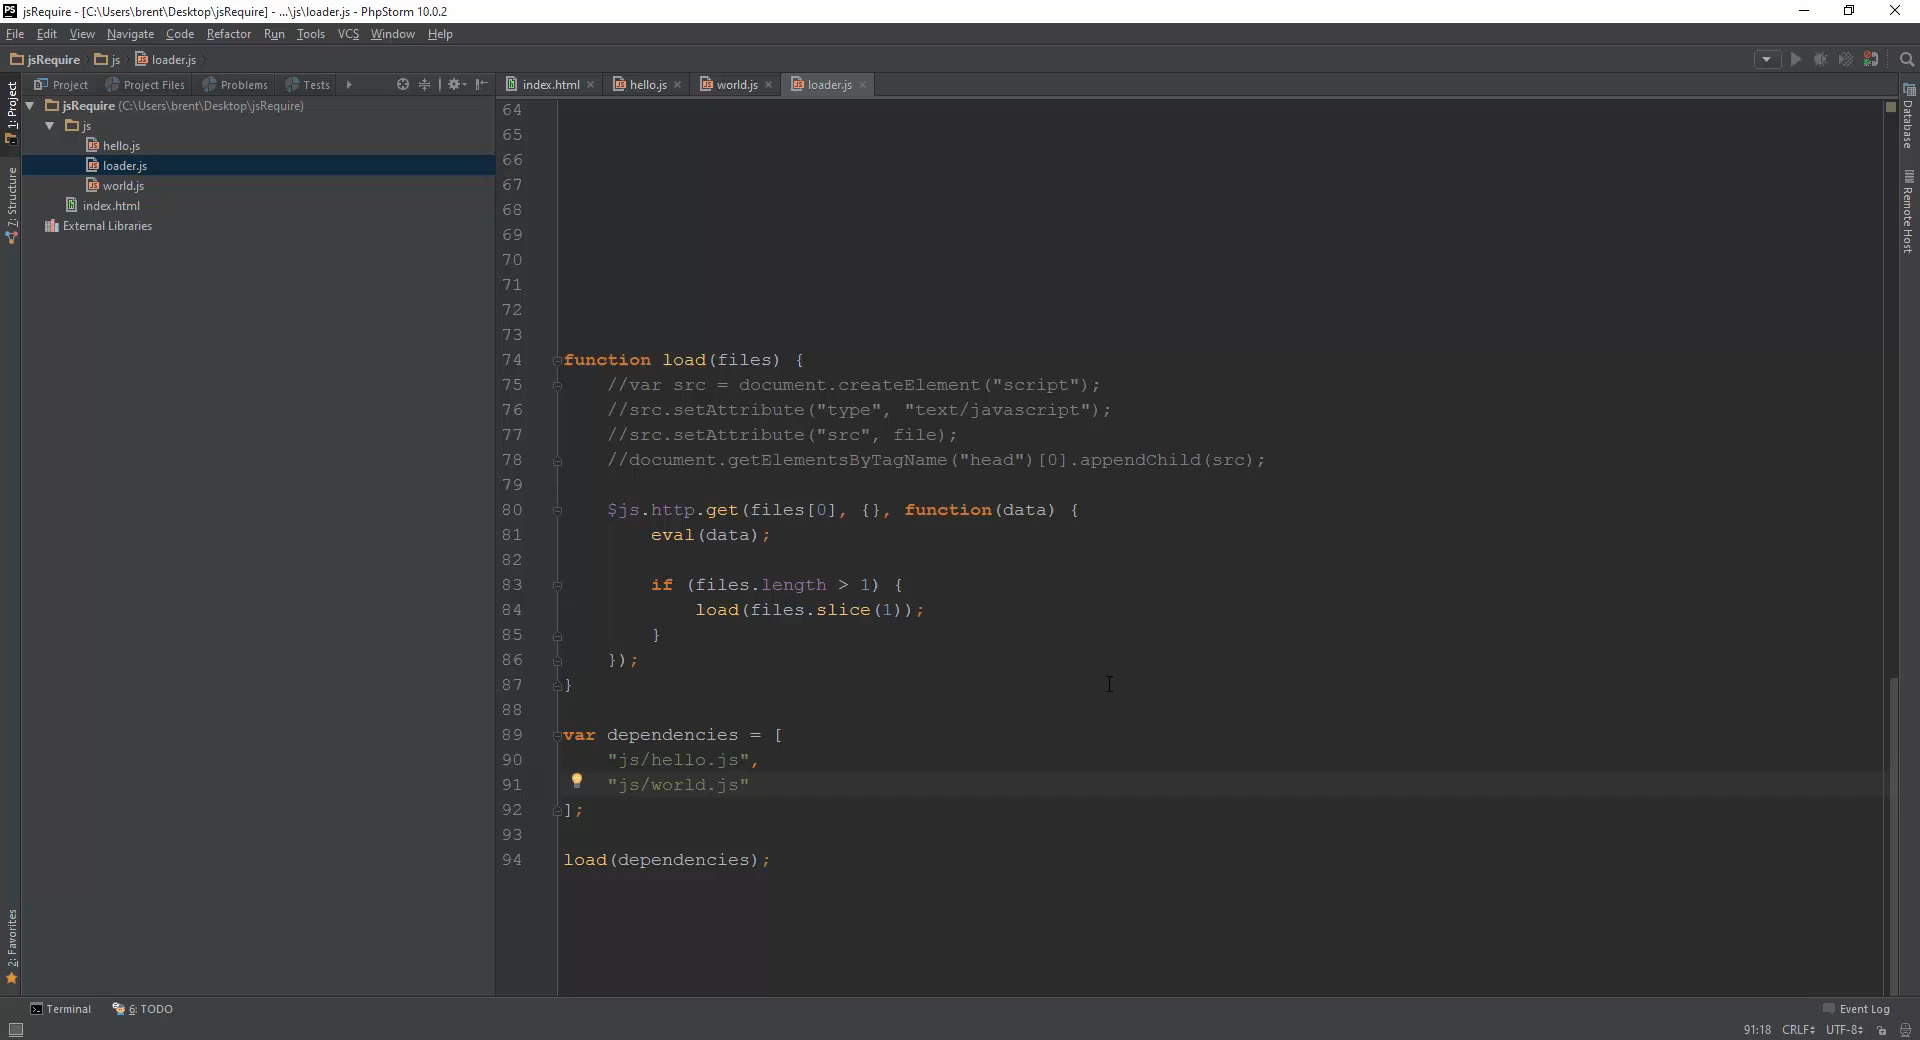 jsRequire - [C:\Users\brent\Desktop\jsRequire] - ...\js\loader.js - PhpStorm 10.0.2
File Edit View Navigate Code Refactor Run Tools VCS Window Help
jsRequire js loader.js
Project Project Files Problems Tests
index.html hello.js world.js loader.js
1: Project
7: Structure
2: Favorites
jsRequire (C:\Users\brent\Desktop\jsRequire)
js
hello.js
loader.js
world.js
index.html
External Libraries
64
65
66
67
68
69
70
71
72
73
74 function load(files) {
75 //var src = document.createElement("script");
76 //src.setAttribute("type", "text/javascript");
77 //src.setAttribute("src", file);
78 //document.getElementsByTagName("head")[0].appendChild(src);
79
80 $js.http.get(files[0], {}, function(data) {
81 eval(data);
82
83 if (files.length > 1) {
84 load(files.slice(1));
85 }
86 });
87 }
88
89 var dependencies = [
90 "js/hello.js",
91 "js/world.js"
92 ];
93
94 load(dependencies);
Database
Remote Host
Terminal 6: TODO Event Log
91:18 CRLF UTF-8